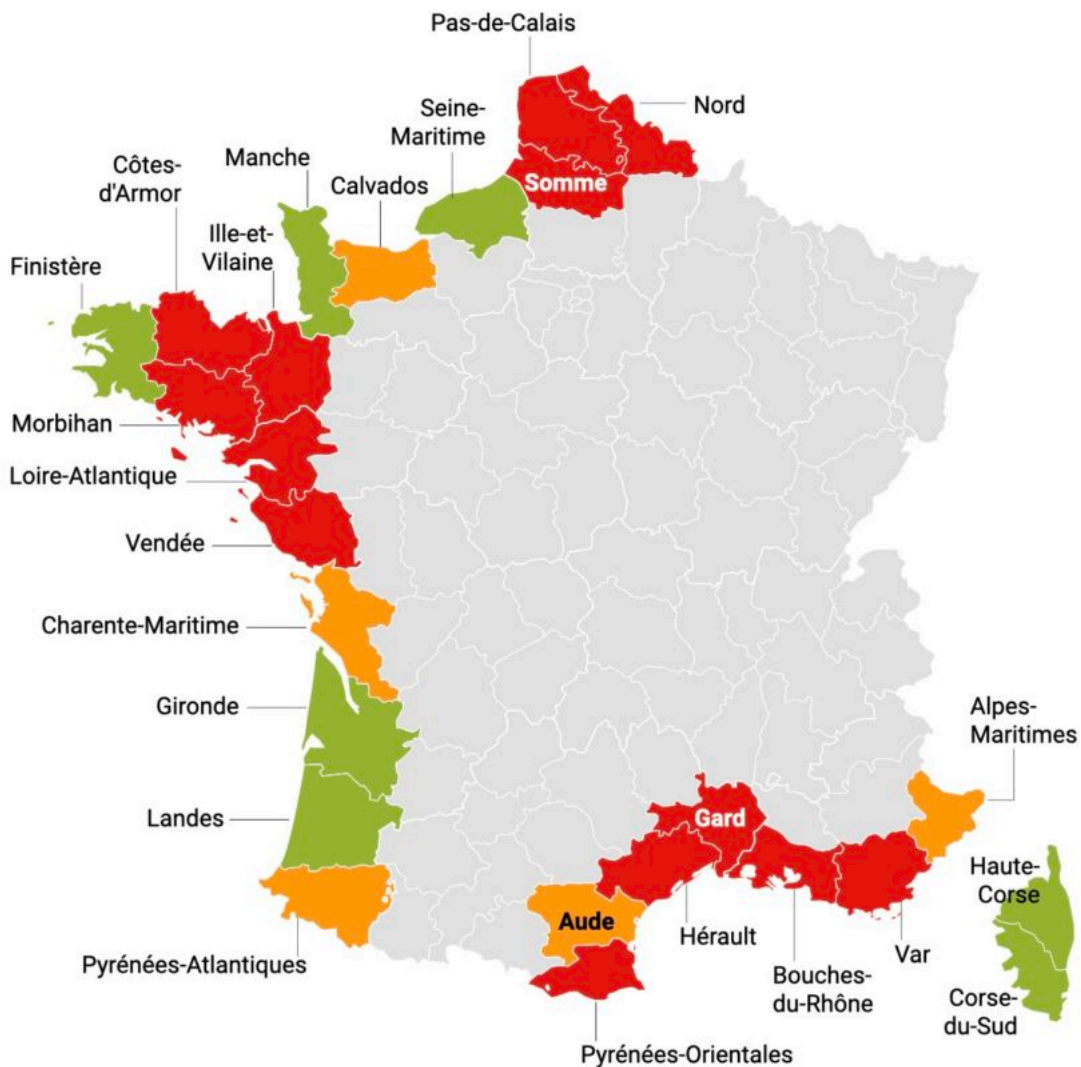 Pas-de-Calais
Nord
Seine-
Maritime
Somme
Manche
Calvados
Côtes-
d'Armor
Ille-et-
Vilaine
Finistère
Morbihan
Loire-Atlantique
Vendée
Charente-Maritime
Gironde
Landes
Pyrénées-Atlantiques
Alpes-
Maritimes
Gard
Haute-
Corse
Aude
Hérault
Var
Bouches-
du-Rhône
Corse-
du-Sud
Pyrénées-Orientales